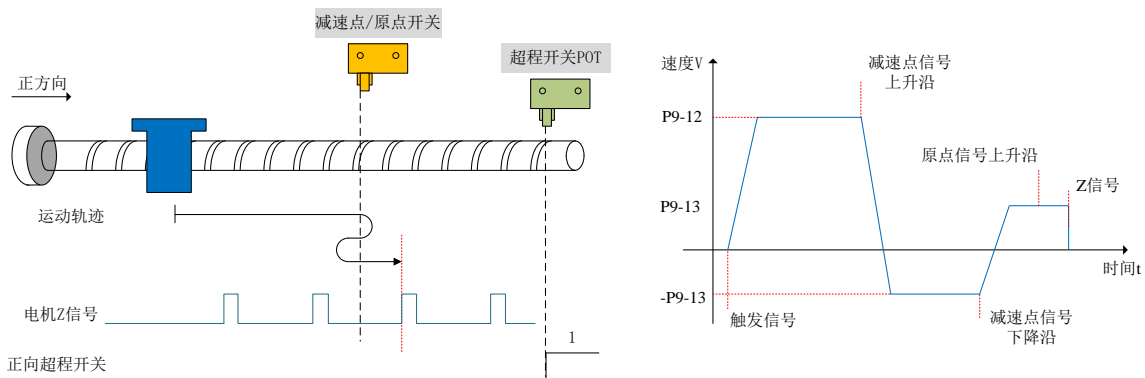 减速点/原点开关
超程开关POT
正方向
运动轨迹
电机Z信号
正向超程开关
1
速度V
减速点信号
上升沿
P9-12
原点信号上升沿
Z信号
P9-13
时间t
-P9-13
触发信号
减速点信号
下降沿